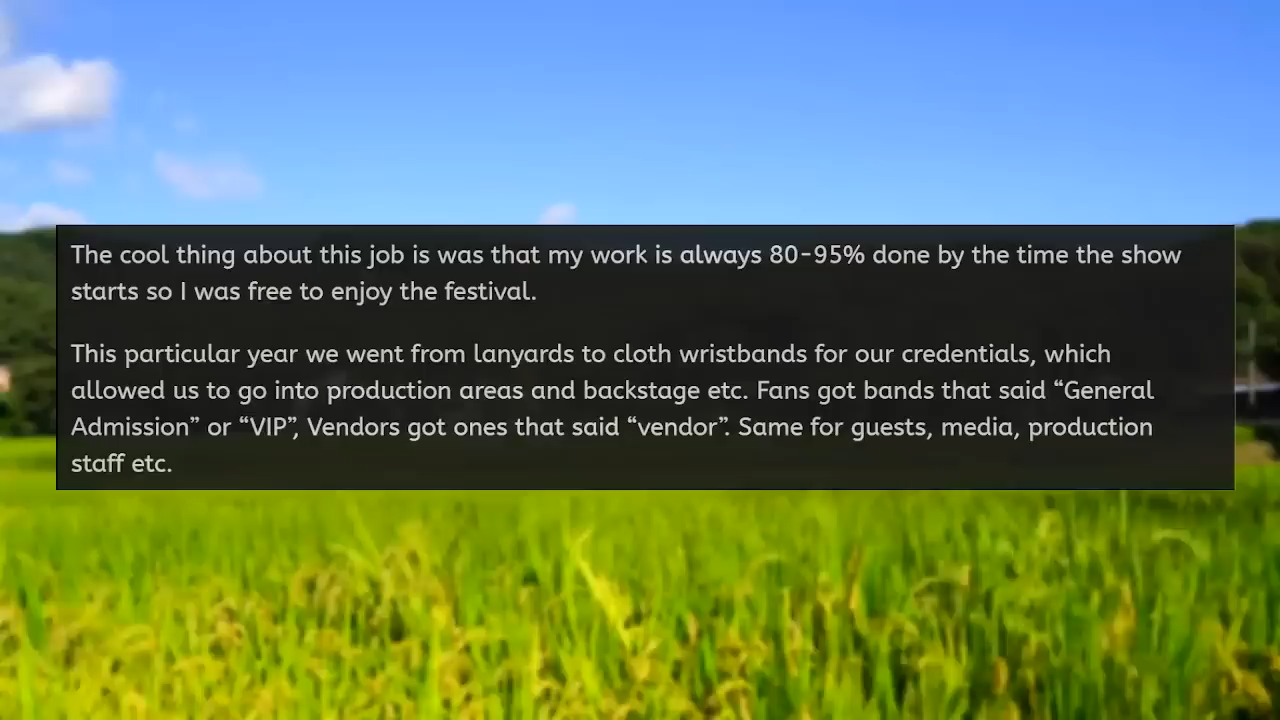 The cool thing about this job is was that my work is always 80-95% done by the time the show
starts so I was free to enjoy the festival.
This particular year we went from lanyards to cloth wristbands for our credentials, which
allowed us to go into production areas and backstage etc. Fans got bands that said “General
Admission” or “VIP”, Vendors got ones that said “vendor”. Same for guests, media, production
staff etc.